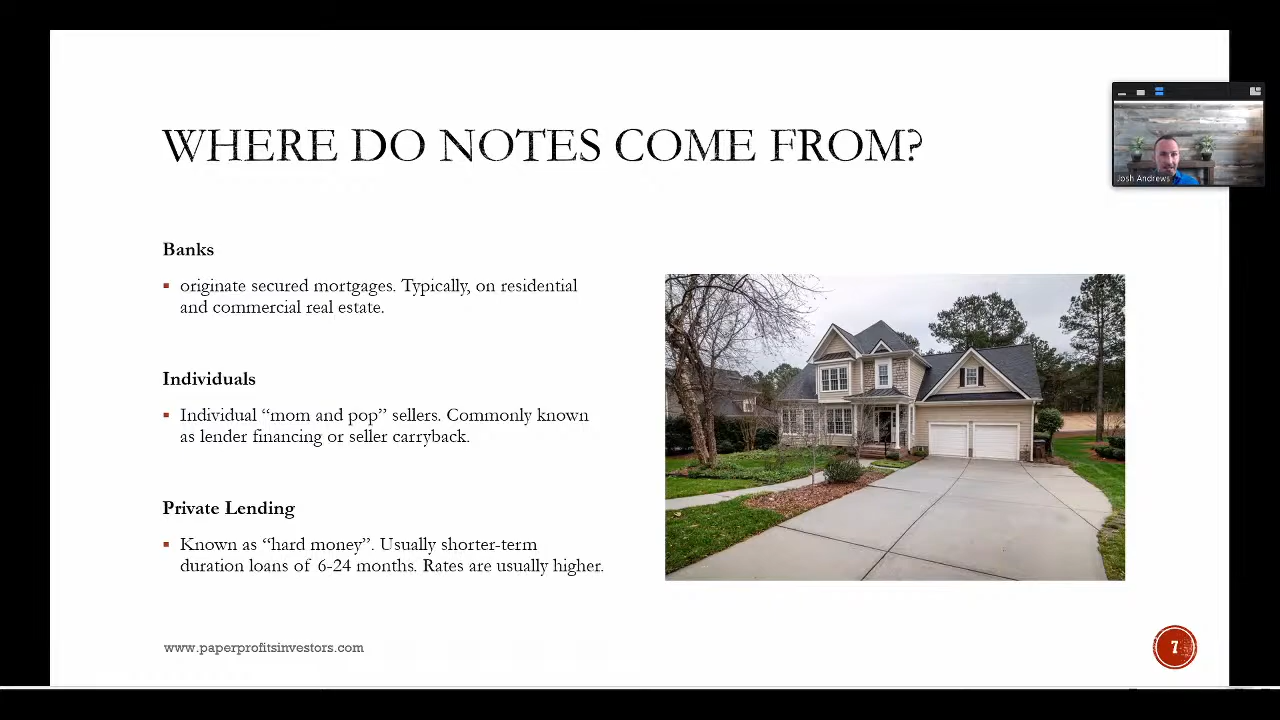 WHERE DO NOTES COME FROM?
Josh Andrews
Banks
originate secured mortgages. Typically, on residential
and commercial real estate.
Individuals
Individual “mom and pop” sellers. Commonly known
as lender financing or seller carryback.
Private Lending
Known as “hard money”. Usually shorter-term
duration loans of 6-24 months. Rates are usually higher.
www.paperprofitsinvestors.com
7